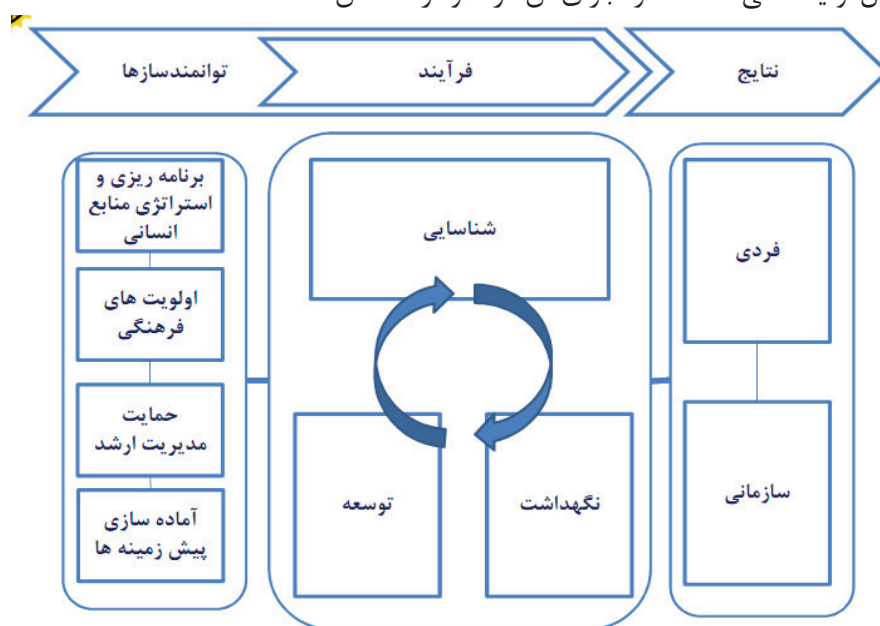 توانمندسازها
فرآیند
نتایج
برنامه ریزی و
استراتژی منابع
انسانی
اولویت های
فرهنگی
حمایت
مدیریت ارشد
آماده سازی
پیش زمینه ها
شناسایی
توسعه
نگهداشت
فردی
سازمانی